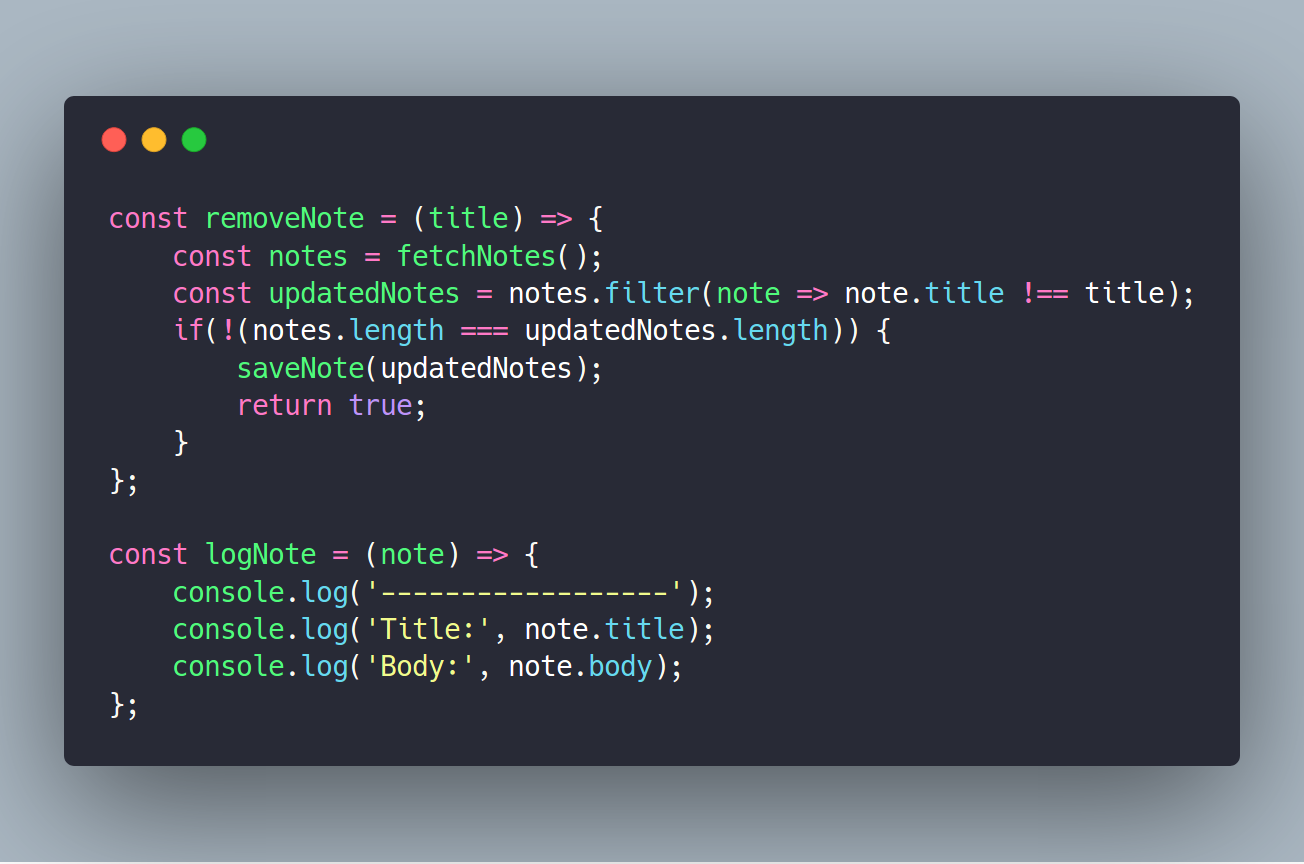 const removeNote = (title) => {
    const notes = fetchNotes();
    const updatedNotes = notes.filter(note => note.title !== title);
    if(!(notes.length === updatedNotes.length)) {
        saveNote(updatedNotes);
        return true;
    }
};

const logNote = (note) => {
    console.log('------------------');
    console.log('Title:', note.title);
    console.log('Body:', note.body);
};